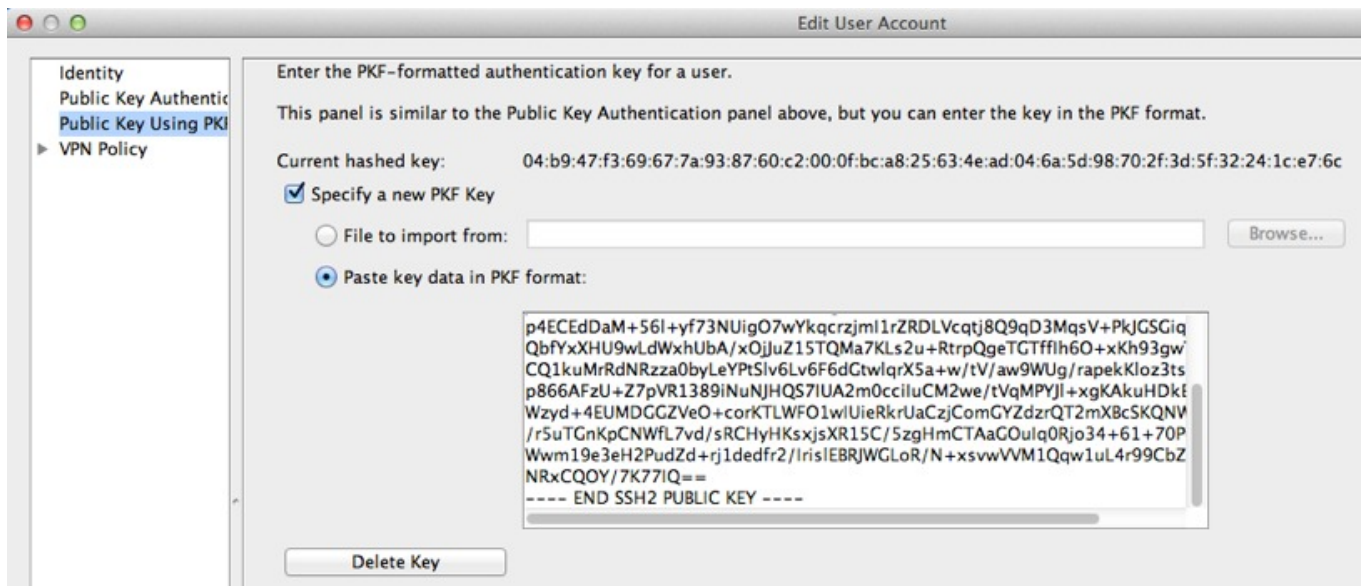 Edit User Account
Identity
Public Key Authentic
Public Key Using PKF
VPN Policy
Enter the PKF-formatted authentication key for a user.
This panel is similar to the Public Key Authentication panel above, but you can enter the key in the PKF format.
Current hashed key: 04:b9:47:f3:69:67:7a:93:87:60:c2:00:0f:bc:a8:25:63:4e:ad:04:6a:5d:98:70:2f:3d:5f:32:24:1c:e7:6c
Specify a new PKF Key
File to import from: Browse...
Paste key data in PKF format:
p4ECEdDaM+56l+yf73NUigO7wYkqcrzjmI1rZRDLVcqtj8Q9qD3MqsV+PkJGSGiq
QbfYxXHU9wLdWxhUbA/xOjJuZ15TQMa7KLs2u+RtrpQgeTGTfflh6O+xKh93gw
CQ1kuMrRdNRzza0byLeYPtSlv6Lv6F6dGtwlqrX5a+w/tV/aw9WUg/rapekKloz3ts
p866AFzU+Z7pVR1389iNuNJHQS7IUA2m0cciIuCM2we/tVqMPYJl+xgKAkuHDkE
Wzyd+4EUMDGGZVeO+corKTLWFO1wIUieRkrUaCzjComGYZdzrQT2mXBcSKQNW
/r5uTGnKpCNWfL7vd/sRCHyHKsxjsXR15C/5zgHmCTAaGOuIq0Rjo34+61+70P
Wwm19e3eH2PudZd+rj1dedfr2/IrisIEBRJWGLoR/N+xsvwVVM1Qqw1uL4r99CbZ
NRxCQOY/7K77IQ==
---- END SSH2 PUBLIC KEY ----
Delete Key